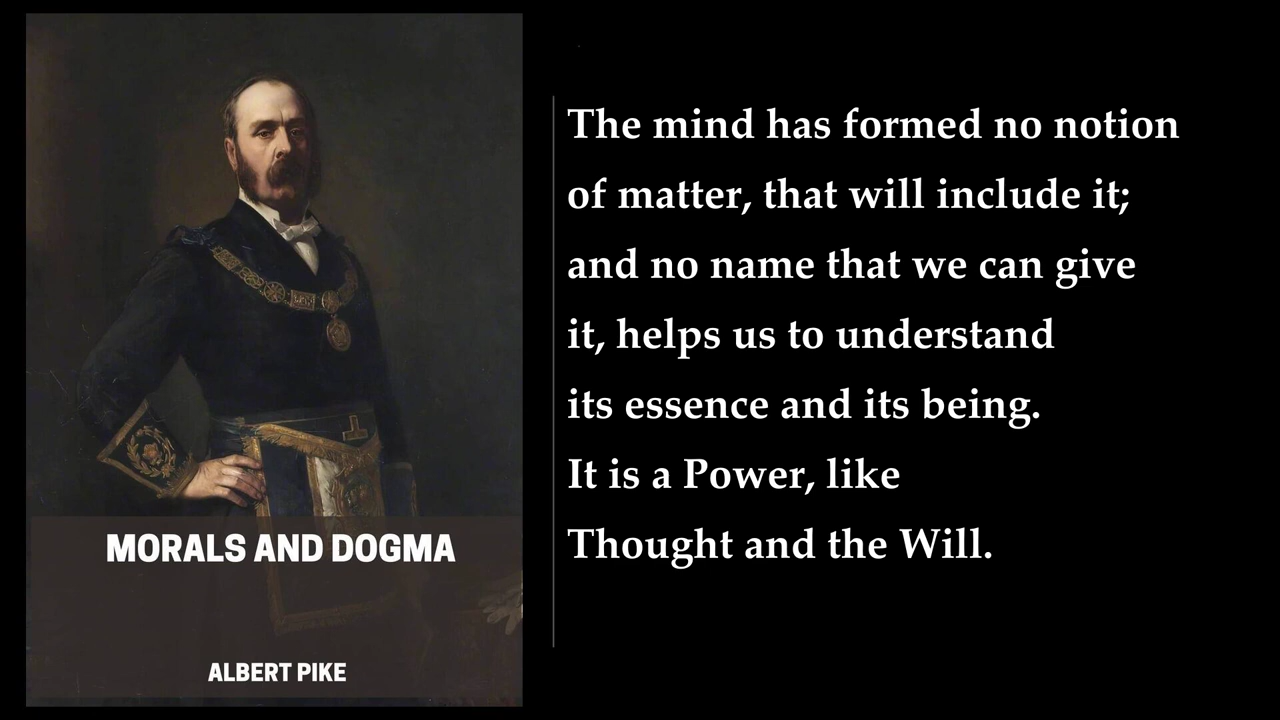 MORALS AND DOGMA
ALBERT PIKE
The mind has formed no notion
of matter, that will include it;
and no name that we can give
it, helps us to understand
its essence and its being.
It is a Power, like
Thought and the Will.